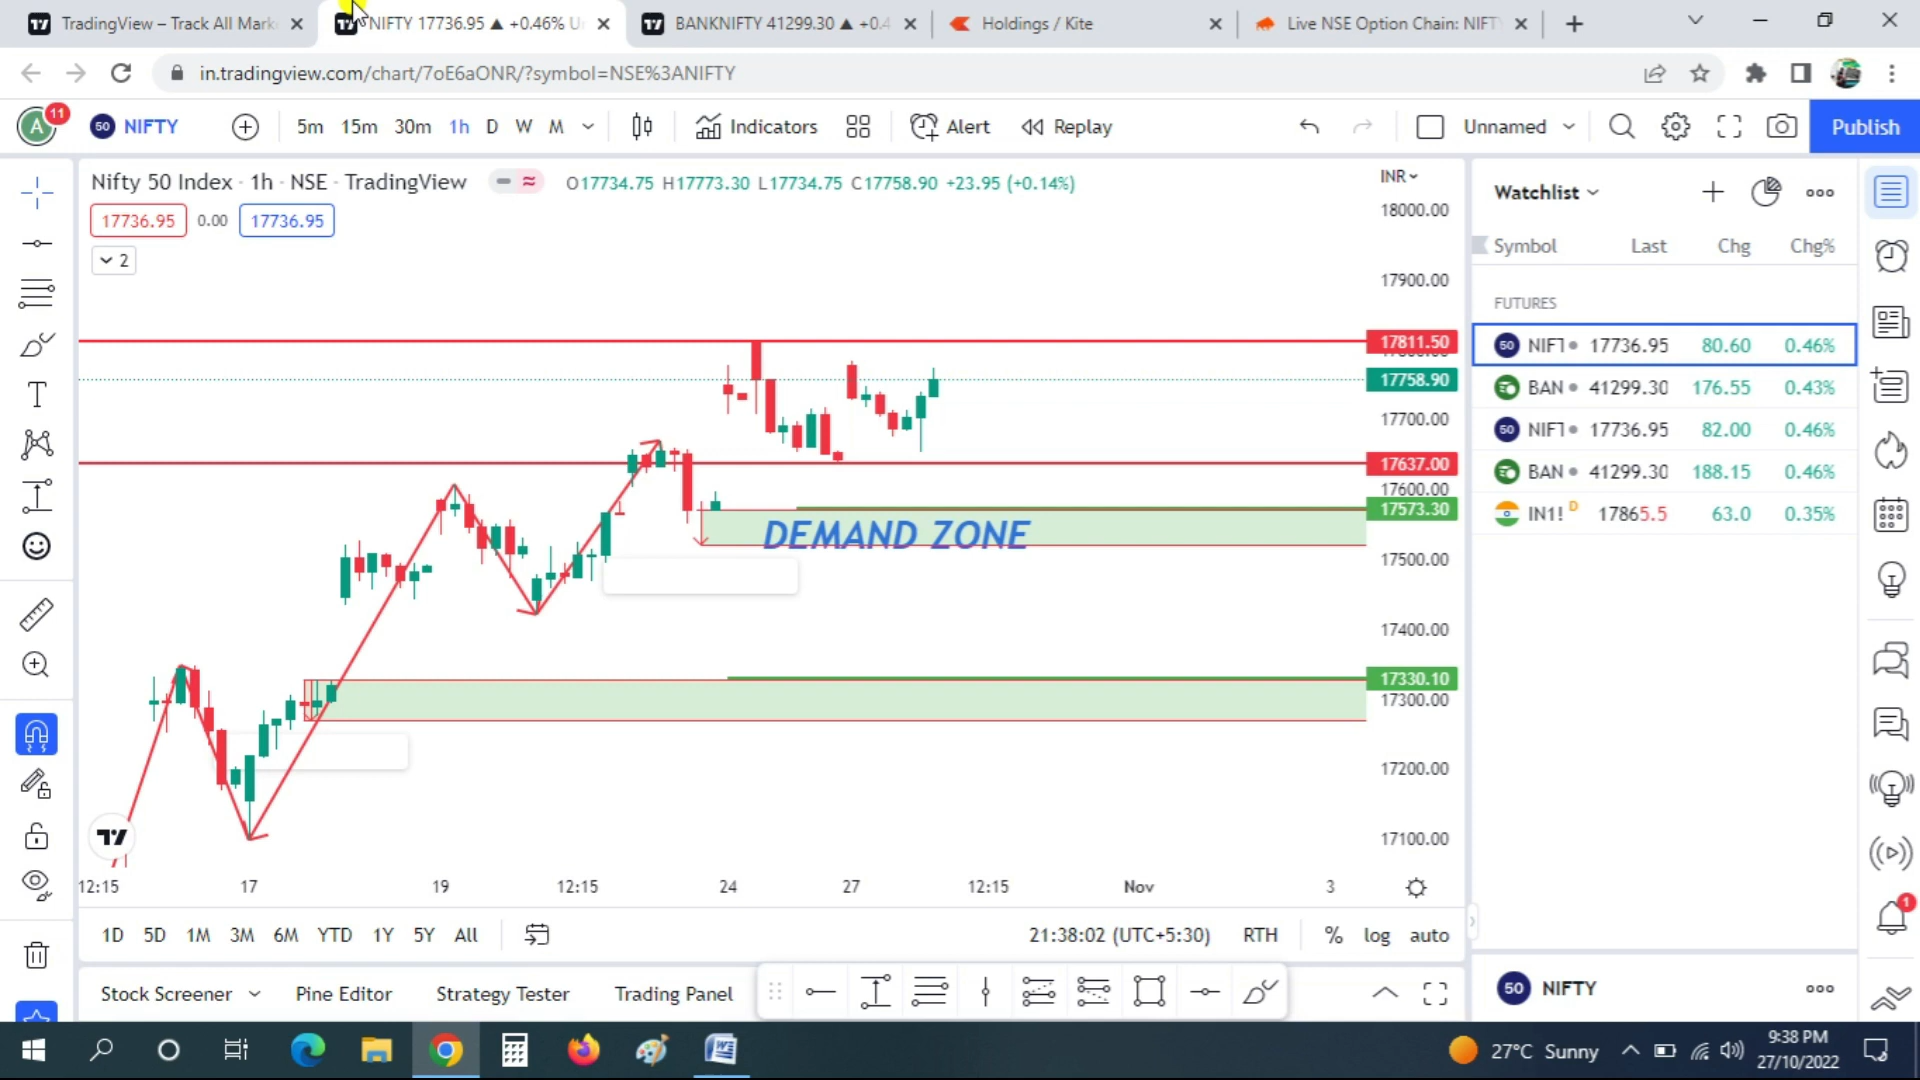 TradingView – Track All Mark
NIFTY 17736.95 ▲ +0.46% U
BANKNIFTY 41299.30 ▲ +0.4
Holdings / Kite
Live NSE Option Chain: NIFTY
in.tradingview.com/chart/7oE6aONR/?symbol=NSE%3ANIFTY
A
11
50
NIFTY
5m
15m
30m
1h
D
W
M
Indicators
Alert
Replay
Unnamed
Publish
Nifty 50 Index · 1h · NSE · TradingView
O17734.75 H17773.30 L17734.75 C17758.90 +23.95 (+0.14%)
INR
17736.95
0.00
17736.95
2
18000.00
17900.00
17811.50
17758.90
17700.00
17637.00
17600.00
17573.30
17500.00
17400.00
17330.10
17300.00
17200.00
17100.00
DEMAND ZONE
12:15
17
19
12:15
24
27
12:15
Nov
3
Watchlist
Symbol Last Chg Chg%
FUTURES
50 NIFT 17736.95 80.60 0.46%
BAN 41299.30 176.55 0.43%
50 NIFT 17736.95 82.00 0.46%
BAN 41299.30 188.15 0.46%
IN1! D 17865.5 63.0 0.35%
1
1D 5D 1M 3M 6M YTD 1Y 5Y All
21:38:02 (UTC+5:30) RTH % log auto
Stock Screener
Pine Editor
Strategy Tester
Trading Panel
50 NIFTY
27°C Sunny
9:38 PM
27/10/2022